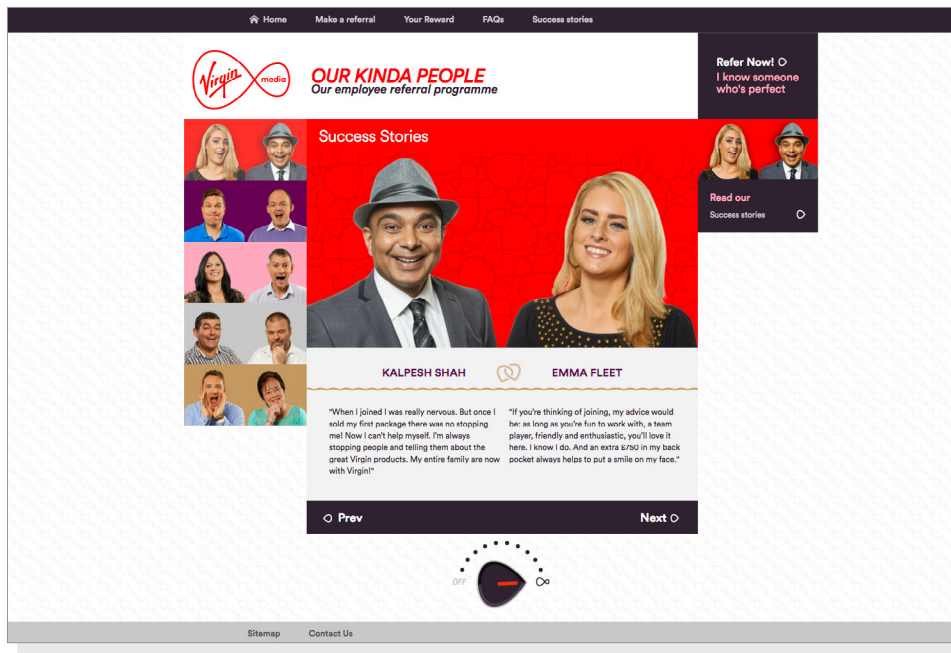 Home Make a referral Your Reward FAQs Success stories
Virgin media
OUR KINDA PEOPLE
Our employee referral programme
Refer Now!
I know someone
who's perfect
Success Stories
Read our
Success stories
KALPESH SHAH
EMMA FLEET
"When I joined I was really nervous. But once I
sold my first package there was no stopping
me! Now I can't help myself. I'm always
stopping people and telling them about the
great Virgin products. My entire family are now
with Virgin!"
"If you're thinking of joining, my advice would
be: as long as you're fun to work with, a team
player, friendly and enthusiastic, you'll love it
here. I know I do. And an extra £750 in my back
pocket always helps to put a smile on my face."
Prev
Next
OFF
Sitemap Contact Us